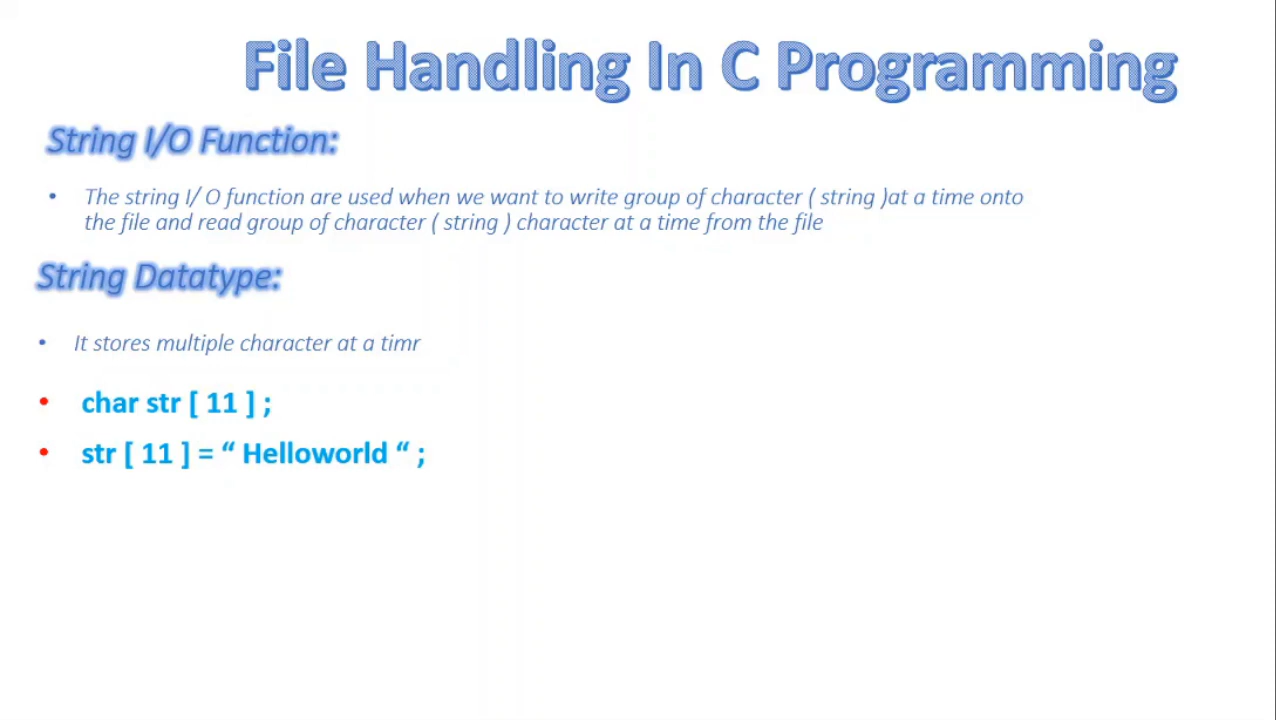 File Handling In C Programming
String I/O Function:
• The string I/ O function are used when we want to write group of character ( string )at a time onto
the file and read group of character ( string ) character at a time from the file
String Datatype:
• It stores multiple character at a timr
• char str [ 11 ] ;
• str [ 11 ] = “ Helloworld “ ;